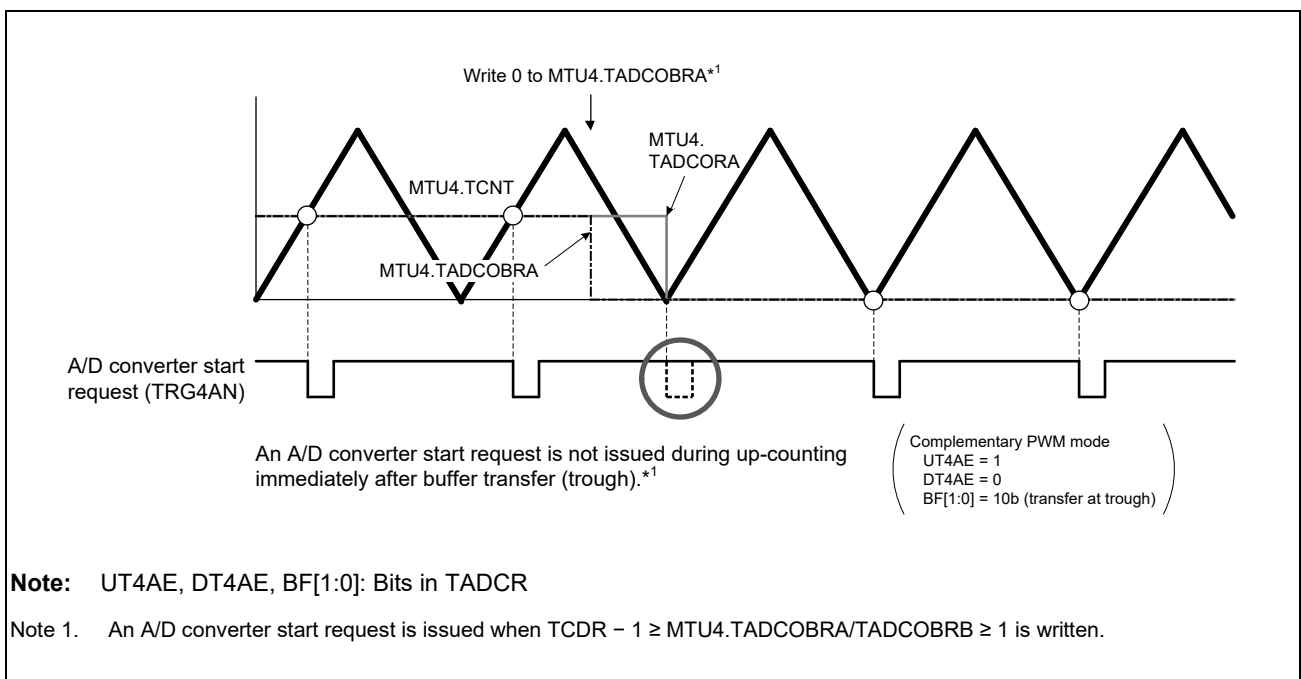 Write 0 to MTU4.TADCOBRA*1
MTU4.
TADCORA
MTU4.TCNT
MTU4.TADCOBRA
A/D converter start
request (TRG4AN)
An A/D converter start request is not issued during up-counting
immediately after buffer transfer (trough).*1
Complementary PWM mode
UT4AE = 1
DT4AE = 0
BF[1:0] = 10b (transfer at trough)
Note: UT4AE, DT4AE, BF[1:0]: Bits in TADCR
Note 1. An A/D converter start request is issued when TCDR − 1 ≥ MTU4.TADCOBRA/TADCOBRB ≥ 1 is written.